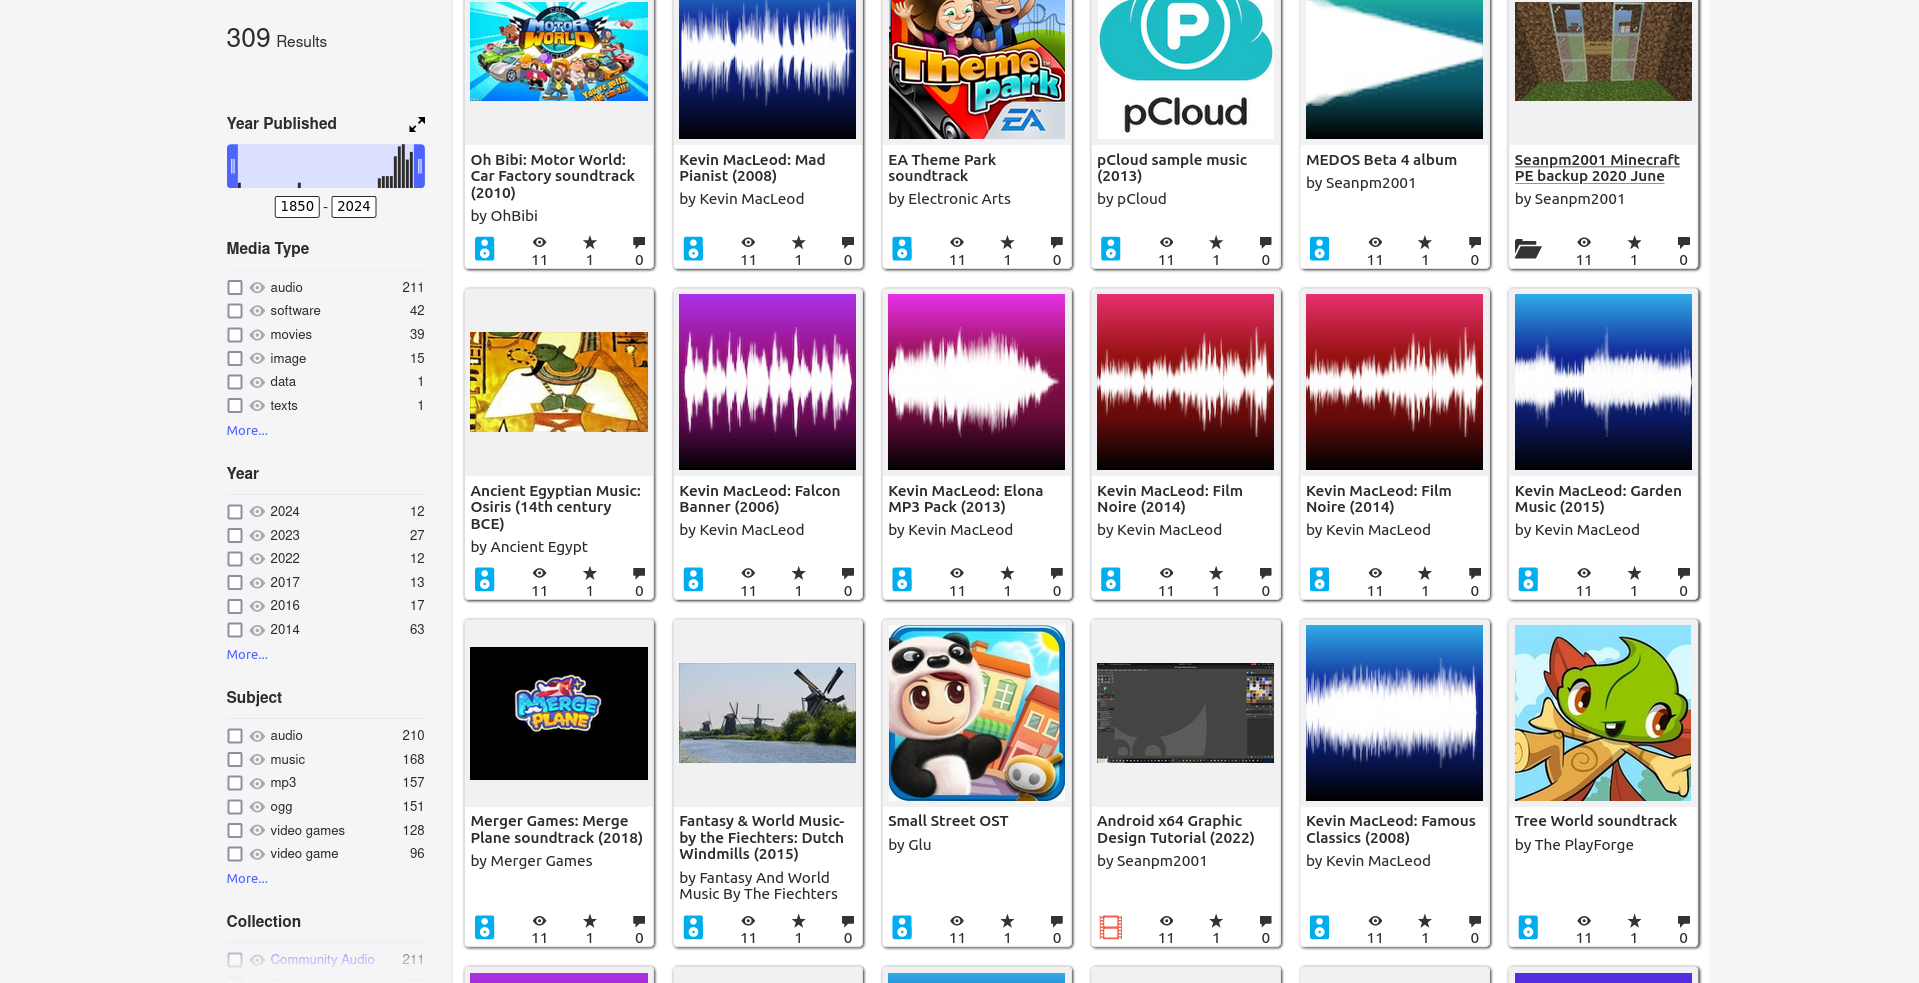 309 Results
Year Published
1850 - 2024
Media Type
audio 211
software 42
movies 39
image 15
data 1
texts 1
More...
Year
2024 12
2023 27
2022 12
2017 13
2016 17
2014 63
More...
Subject
audio 210
music 168
mp3 157
ogg 151
video games 128
video game 96
More...
Collection
Community Audio 211
MOTOR
WORLD
Oh Bibi: Motor World:
Car Factory soundtrack
(2010)
by OhBibi
11 1 0
Kevin MacLeod: Mad
Pianist (2008)
by Kevin MacLeod
11 1 0
Theme
park
EA
EA Theme Park
soundtrack
by Electronic Arts
11 1 0
P
pCloud
pCloud sample music
(2013)
by pCloud
11 1 0
MEDOS Beta 4 album
by Seanpm2001
11 1 0
Seanpm2001 Minecraft
PE backup 2020 June
by Seanpm2001
11 1 0
Ancient Egyptian Music:
Osiris (14th century
BCE)
by Ancient Egypt
11 1 0
Kevin MacLeod: Falcon
Banner (2006)
by Kevin MacLeod
11 1 0
Kevin MacLeod: Elona
MP3 Pack (2013)
by Kevin MacLeod
11 1 0
Kevin MacLeod: Film
Noire (2014)
by Kevin MacLeod
11 1 0
Kevin MacLeod: Film
Noire (2014)
by Kevin MacLeod
11 1 0
Kevin MacLeod: Garden
Music (2015)
by Kevin MacLeod
11 1 0
MERGE
PLANE
Merger Games: Merge
Plane soundtrack (2018)
by Merger Games
11 1 0
Fantasy & World Music-
by the Fiechters: Dutch
Windmills (2015)
by Fantasy And World
Music By The Fiechters
11 1 0
Small Street OST
by Glu
11 1 0
Android x64 Graphic
Design Tutorial (2022)
by Seanpm2001
11 1 0
Kevin MacLeod: Famous
Classics (2008)
by Kevin MacLeod
11 1 0
Tree World soundtrack
by The PlayForge
11 1 0